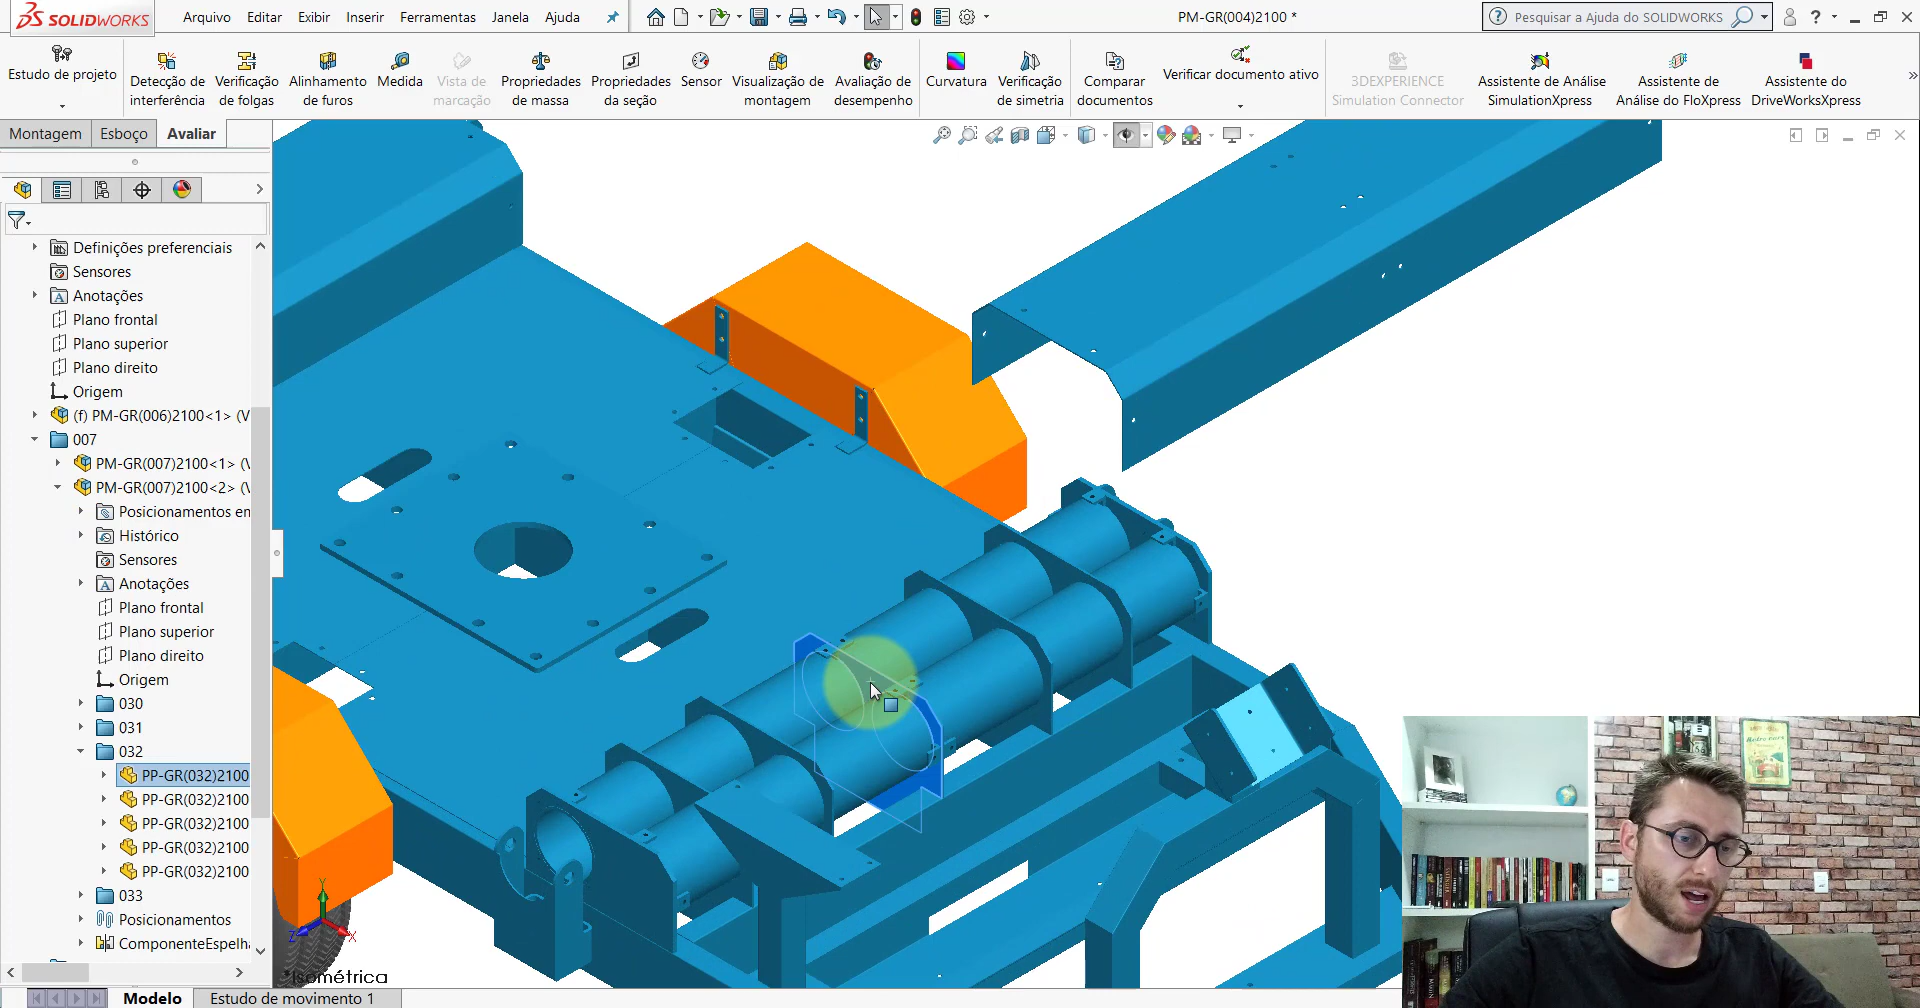 SOLIDWORKS
Arquivo Editar Exibir Inserir Ferramentas Janela Ajuda
PM-GR(004)2100 *
Pesquisar a Ajuda do SOLIDWORKS
Estudo de projeto
Detecção de interferência
Verificação de folgas
Alinhamento de furos
Medida
Vista de marcação
Propriedades de massa
Propriedades da seção
Sensor
Visualização de montagem
Avaliação de desempenho
Curvatura
Verificação de simetria
Comparar documentos
Verificar documento ativo
3DEXPERIENCE Simulation Connector
Assistente de Análise SimulationXpress
Assistente de Análise do FloXpress
Assistente do DriveWorksXpress
Montagem Esboço Avaliar
Definições preferenciais
Sensores
Anotações
Plano frontal
Plano superior
Plano direito
Origem
(f) PM-GR(006)2100<1> (V
007
PM-GR(007)2100<1> (V
PM-GR(007)2100<2> (V
Posicionamentos en
Histórico
Sensores
Anotações
Plano frontal
Plano superior
Plano direito
Origem
030
031
032
PP-GR(032)2100
PP-GR(032)2100
PP-GR(032)2100
PP-GR(032)2100
PP-GR(032)2100
033
Posicionamentos
ComponenteEspelha
Y
Z
X
*Isométrica
Modelo Estudo de movimento 1